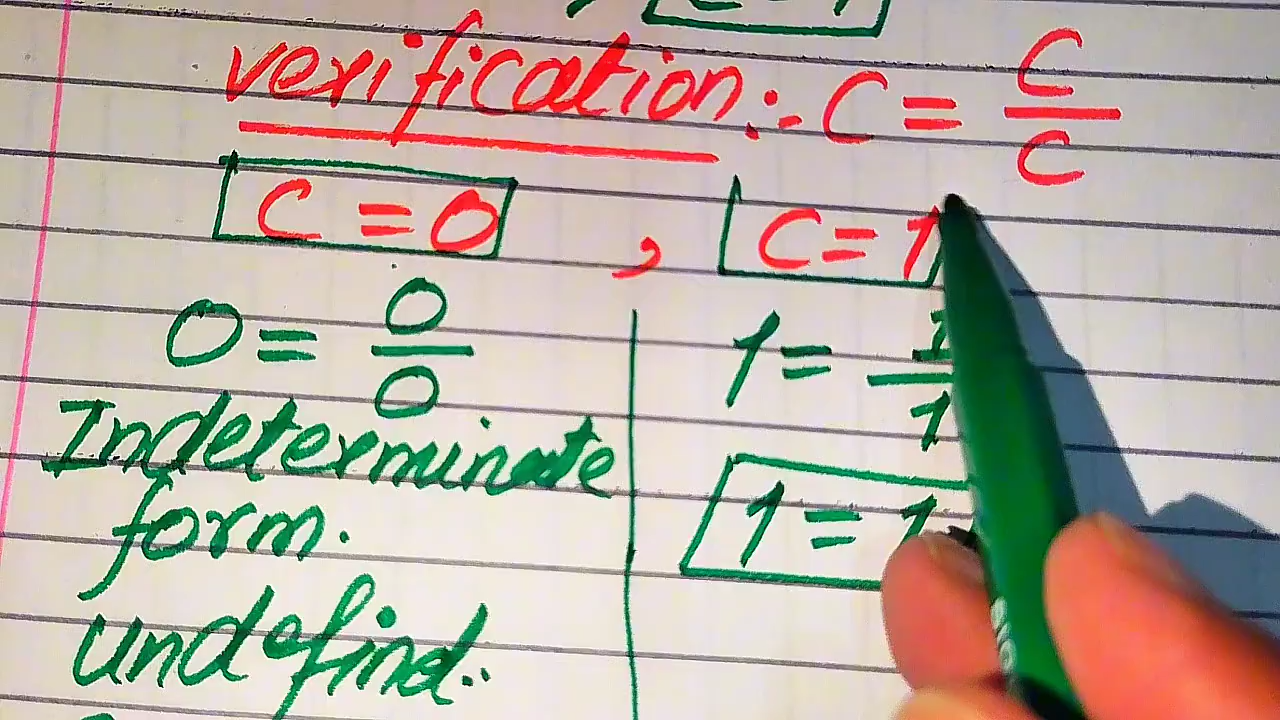 verification:- C = C/C
C = 0 , C = 1
0 = 0/0
Indeterminate
form.
undefind.
1 = 1/1
1 = 1